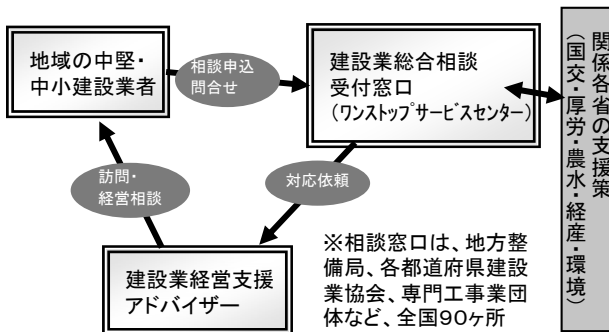 地域の中堅・
中小建設業者
相談申込
問合せ
建設業総合相談
受付窓口
（ﾜﾝｽﾄｯﾌﾟｻｰﾋﾞｽｾﾝﾀｰ）
関係各省の支援策
（国交・厚労・農水・経産・環境）
訪問・
経営相談
対応依頼
建設業経営支援
アドバイザー
※相談窓口は、地方整
備局、各都道府県建設
業協会、専門工事業団
体など、全国90ヶ所